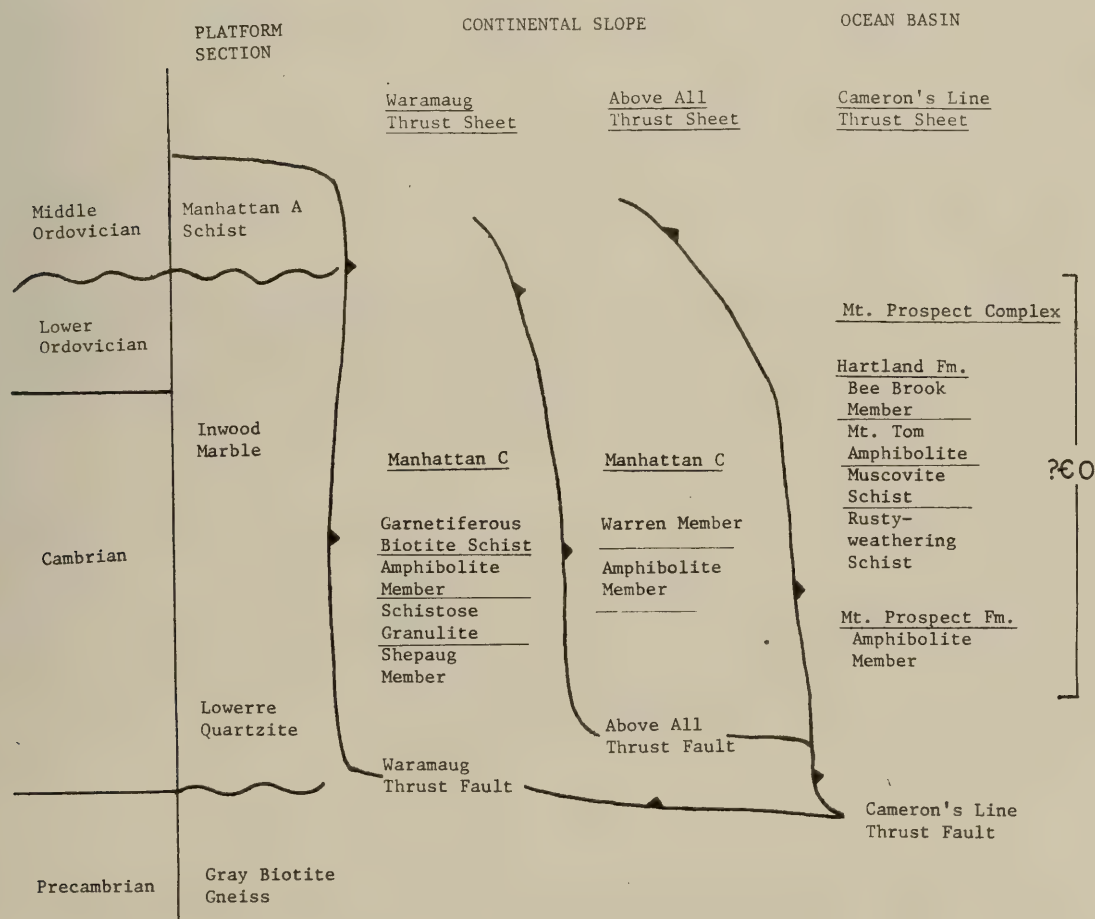 PLATFORM
SECTION
CONTINENTAL SLOPE
OCEAN BASIN
Waramaug
Thrust Sheet
Above All
Thrust Sheet
Cameron's Line
Thrust Sheet
Middle
Ordovician
Manhattan A
Schist
Lower
Ordovician
Cambrian
Inwood
Marble
Lowerre
Quartzite
Precambrian
Gray Biotite
Gneiss
Manhattan C
Garnetiferous
Biotite Schist
Amphibolite
Member
Schistose
Granulite
Shepaug
Member
Waramaug
Thrust Fault
Manhattan C
Warren Member
Amphibolite
Member
Above All
Thrust Fault
Mt. Prospect Complex
Hartland Fm.
Bee Brook
Member
Mt. Tom
Amphibolite
Muscovite
Schist
Rusty-
weathering
Schist
Mt. Prospect Fm.
Amphibolite
Member
?ЄO
Cameron's Line
Thrust Fault